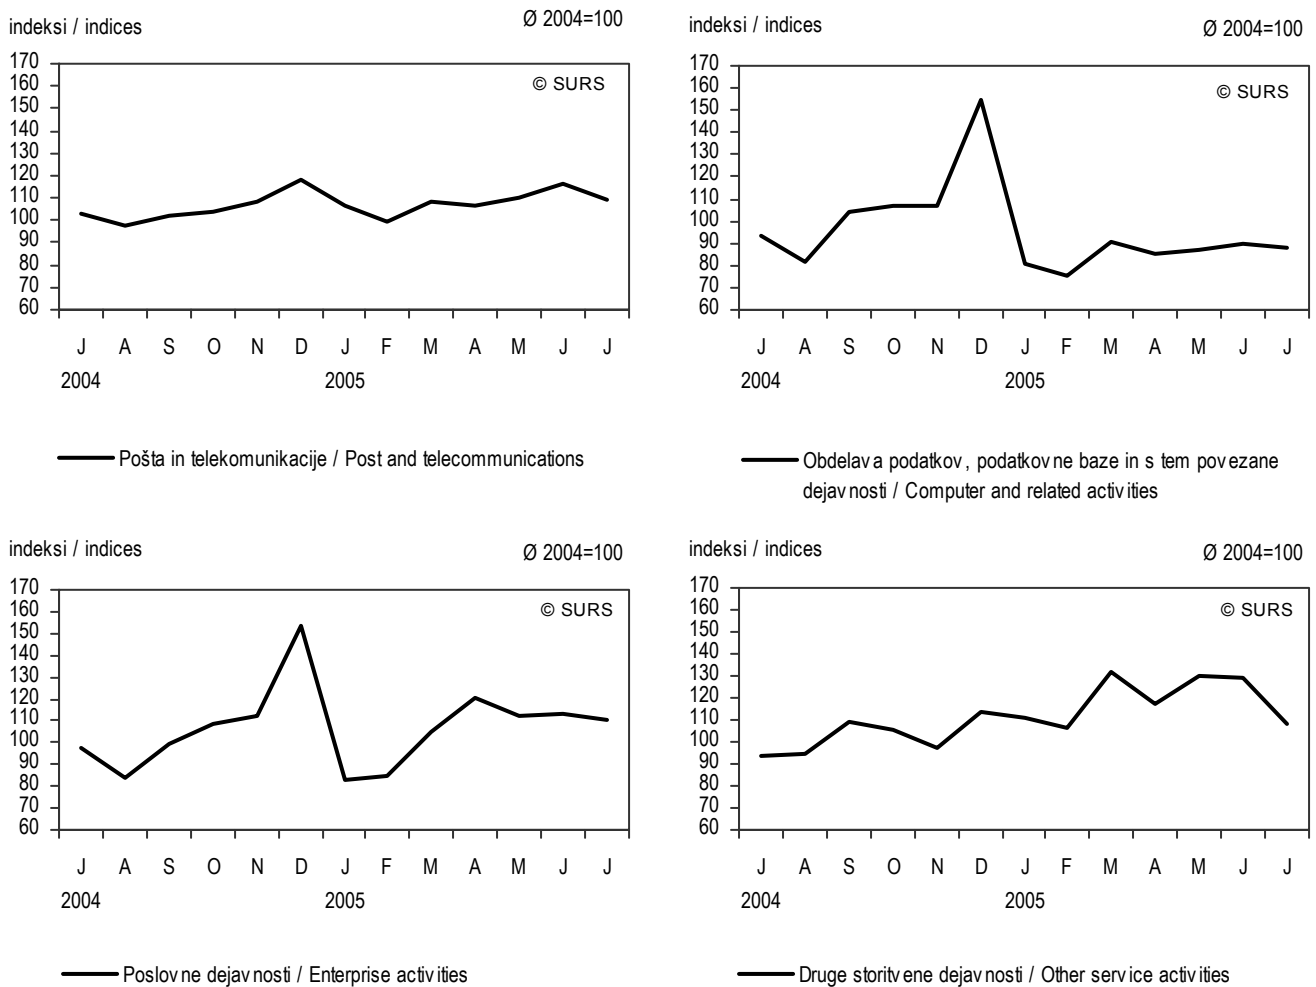 indeksi / indices
Ø 2004=100
© SURS
170
160
150
140
130
120
110
100
90
80
70
60
J A S O N D J F M A M J J
2004 2005
Pošta in telekomunikacije / Post and telecommunications
indeksi / indices
Ø 2004=100
© SURS
170
160
150
140
130
120
110
100
90
80
70
60
J A S O N D J F M A M J J
2004 2005
Obdelava podatkov, podatkovne baze in s tem povezane
dejavnosti / Computer and related activities
indeksi / indices
Ø 2004=100
© SURS
170
160
150
140
130
120
110
100
90
80
70
60
J A S O N D J F M A M J J
2004 2005
Poslovne dejavnosti / Enterprise activities
indeksi / indices
Ø 2004=100
© SURS
170
160
150
140
130
120
110
100
90
80
70
60
J A S O N D J F M A M J J
2004 2005
Druge storitvene dejavnosti / Other service activities